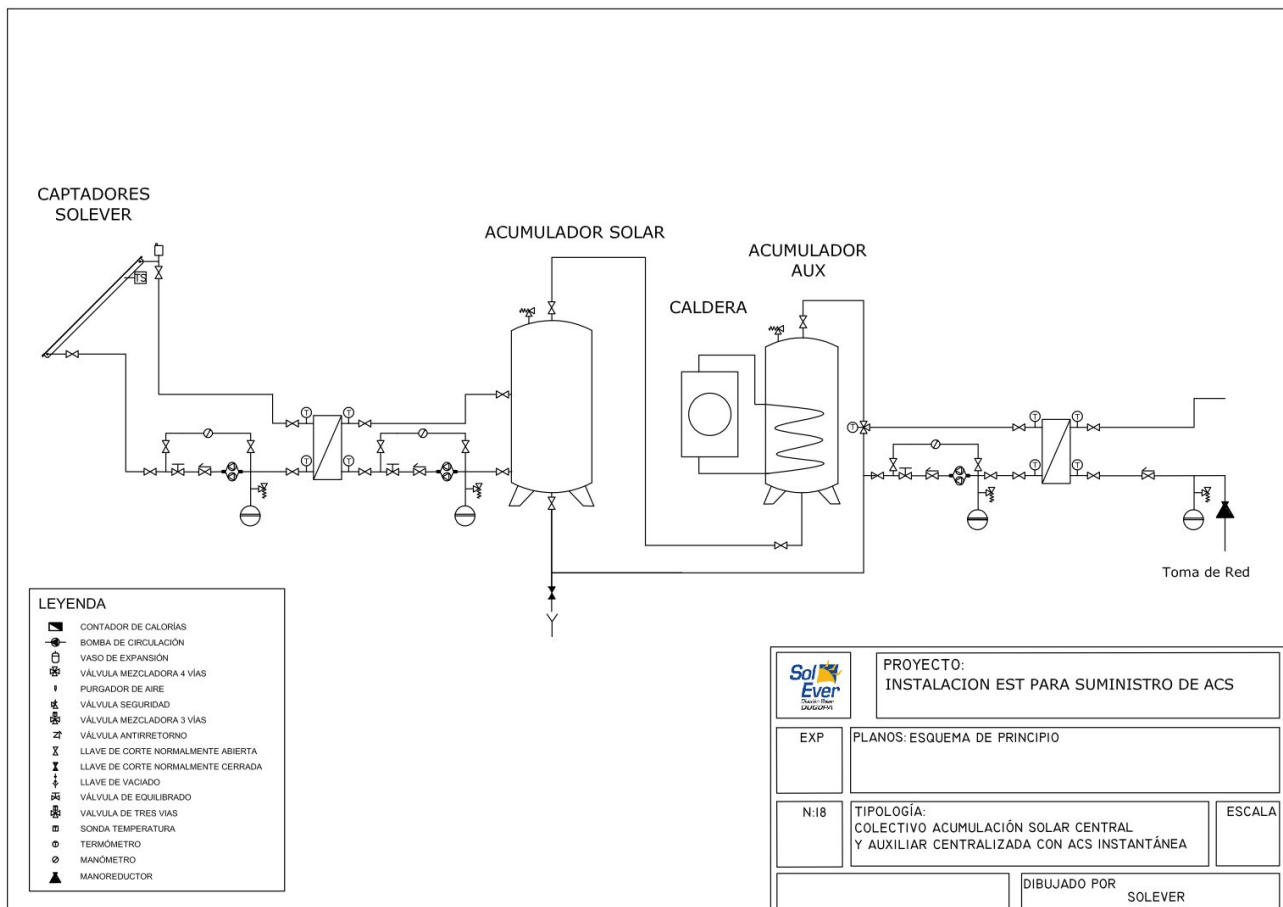 CAPTADORES
SOLEVER
ACUMULADOR SOLAR
ACUMULADOR
AUX
CALDERA
TS
T
T
T
T
T
T
T
T
T
T
T
Toma de Red
LEYENDA
CONTADOR DE CALORÍAS
BOMBA DE CIRCULACIÓN
VASO DE EXPANSIÓN
VÁLVULA MEZCLADORA 4 VÍAS
PURGADOR DE AIRE
VÁLVULA SEGURIDAD
VÁLVULA MEZCLADORA 3 VÍAS
VÁLVULA ANTIRRETORNO
LLAVE DE CORTE NORMALMENTE ABIERTA
LLAVE DE CORTE NORMALMENTE CERRADA
LLAVE DE VACIADO
VÁLVULA DE EQUILIBRADO
VALVULA DE TRES VIAS
SONDA TEMPERATURA
TERMÓMETRO
MANÓMETRO
MANOREDUCTOR
Sol
Ever
PROYECTO:
INSTALACION EST PARA SUMINISTRO DE ACS
EXP
PLANOS: ESQUEMA DE PRINCIPIO
N:18
TIPOLOGÍA:
COLECTIVO ACUMULACIÓN SOLAR CENTRAL
Y AUXILIAR CENTRALIZADA CON ACS INSTANTÁNEA
ESCALA
DIBUJADO POR
SOLEVER